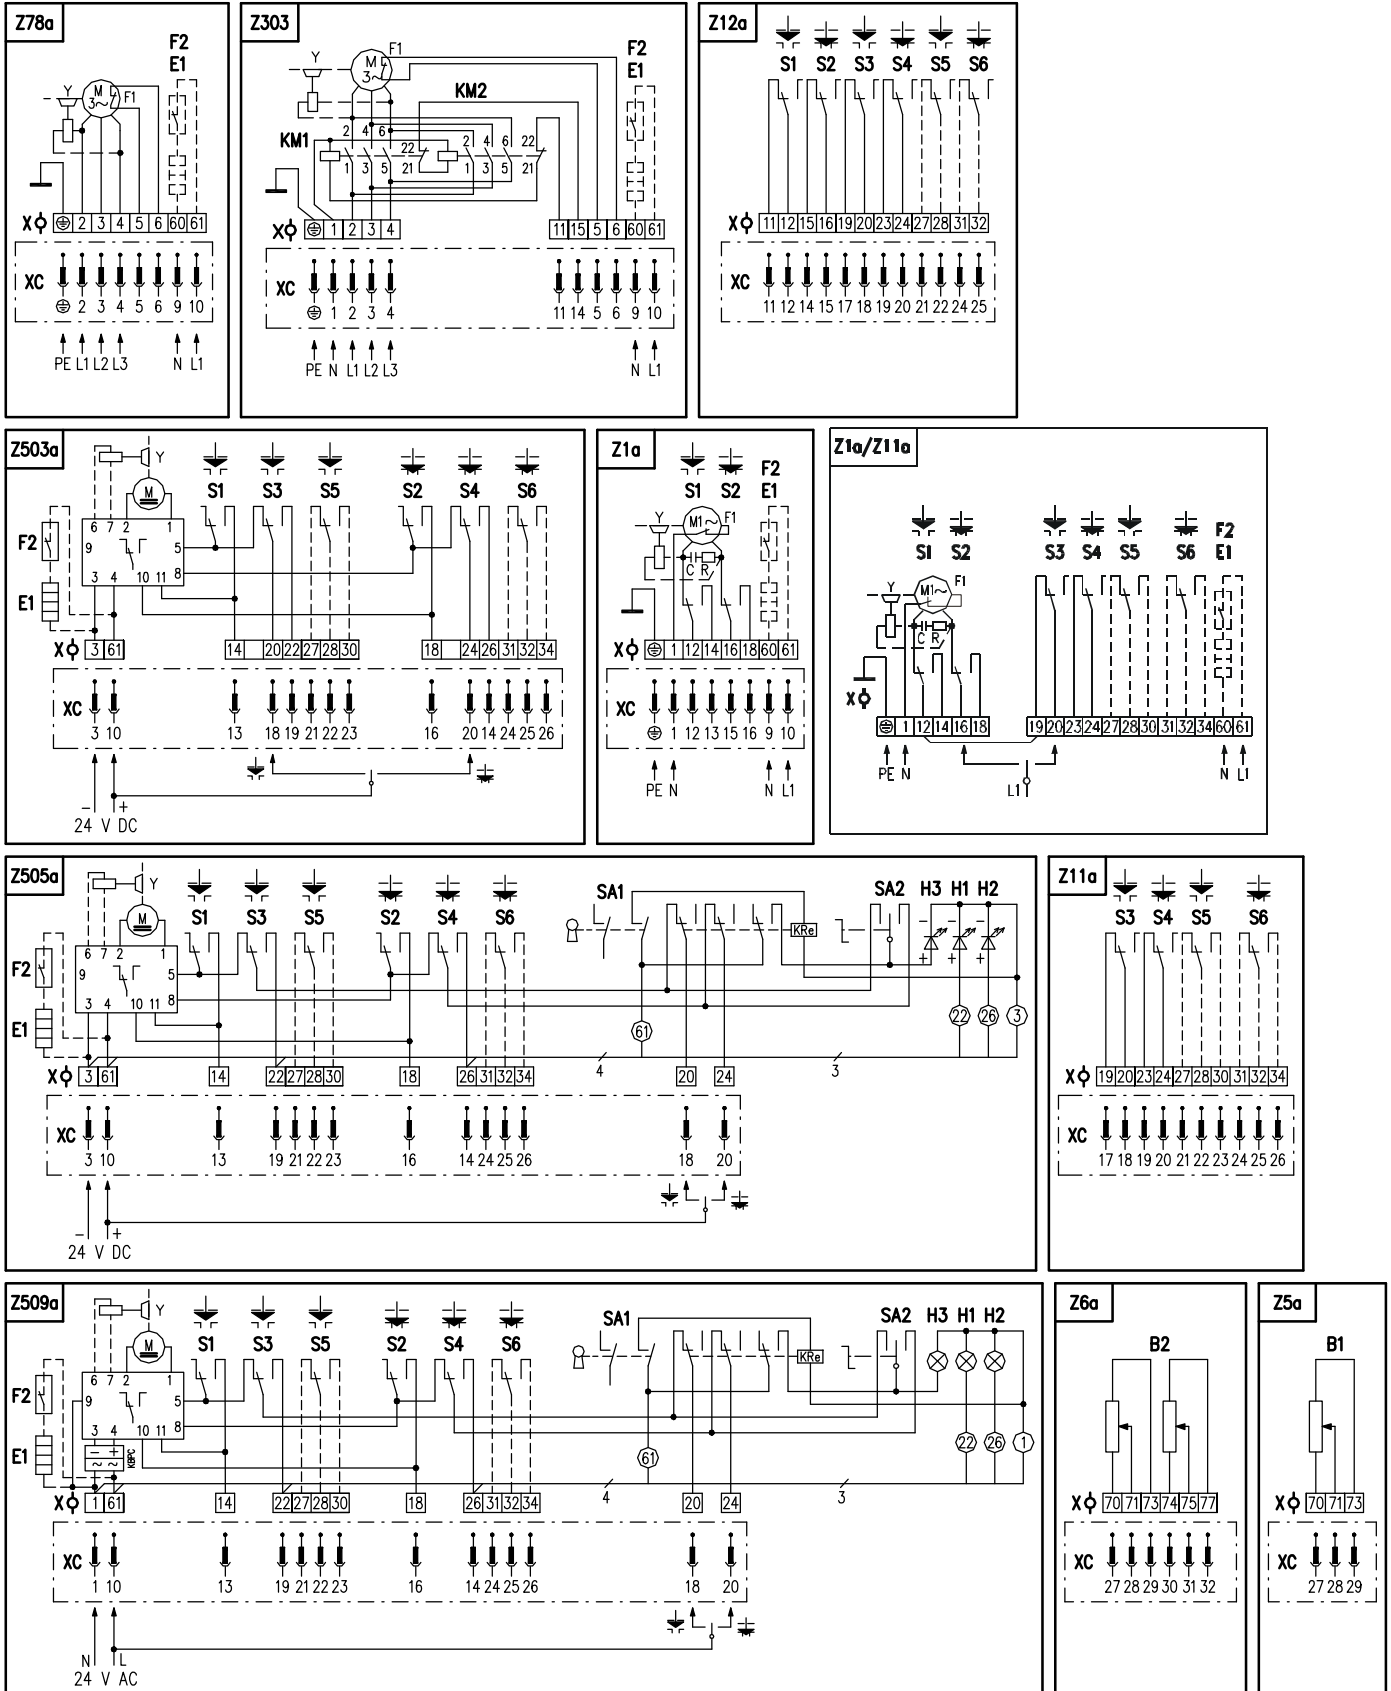 Z78a
F2
E1
Y
M
3~
F1
X ⏀ 2 3 4 5 6 60 61
XC
2 3 4 5 6 9 10
PE L1 L2 L3 N L1
Z303
Y
M
3~
F1
F2
E1
KM2
KM1
2 4 6 22 2 4 6 22
1 3 5 21 1 3 5 21
X 1 2 3 4 11 15 5 6 60 61
XC
1 2 3 4 11 14 5 6 9 10
PE N L1 L2 L3 N L1
Z12a
S1 S2 S3 S4 S5 S6
X 11 12 15 16 19 20 23 24 27 28 31 32
XC
11 12 14 15 17 18 19 20 21 22 24 25
Z503a
Y
M
S1 S3 S5 S2 S4 S6
F2
6 7 2 1
9 5
8
3 4 10 11
E1
X 3 61 14 20 22 27 28 30 18 24 26 31 32 34
XC
3 10 13 18 19 21 22 23 16 20 14 24 25 26
− +
24 V DC
Z1a
S1 S2
F2
E1
Y
M1~
F1
C R
X 1 12 14 16 18 60 61
XC
1 12 13 15 16 9 10
PE N N L1
Z1a/Z11a
S1 S2 S3 S4 S5 S6
F2
E1
Y
M1~
F1
C R
X
1 12 14 16 18 19 20 23 24 27 28 30 31 32 34 60 61
PE N L1 N L1
Z505a
Y
M
S1 S3 S5 S2 S4 S6
SA1
KRe
SA2 H3 H1 H2
− − −
+ + +
F2
6 7 2 1
9 5
8
3 4 10 11
E1
61 22 26 3
4 3
X 3 61 14 22 27 28 30 18 26 31 32 34 20 24
XC
3 10 13 19 21 22 23 16 14 24 25 26 18 20
− +
24 V DC
Z11a
S3 S4 S5 S6
X 19 20 23 24 27 28 30 31 32 34
XC
17 18 19 20 21 22 23 24 25 26
Z509a
Y
M
S1 S3 S5 S2 S4 S6
SA1
KRe
SA2 H3 H1 H2
F2
6 7 2 1
9 5
8
3 4 10 11
− +
~ ~
KBPC
E1
61 22 26 1
4 3
X 1 61 14 22 27 28 30 18 26 31 32 34 20 24
XC
1 10 13 19 21 22 23 16 14 24 25 26 18 20
N L
24 V AC
Z6a
B2
X 70 71 73 74 75 77
XC
27 28 29 30 31 32
Z5a
B1
X 70 71 73
XC
27 28 29